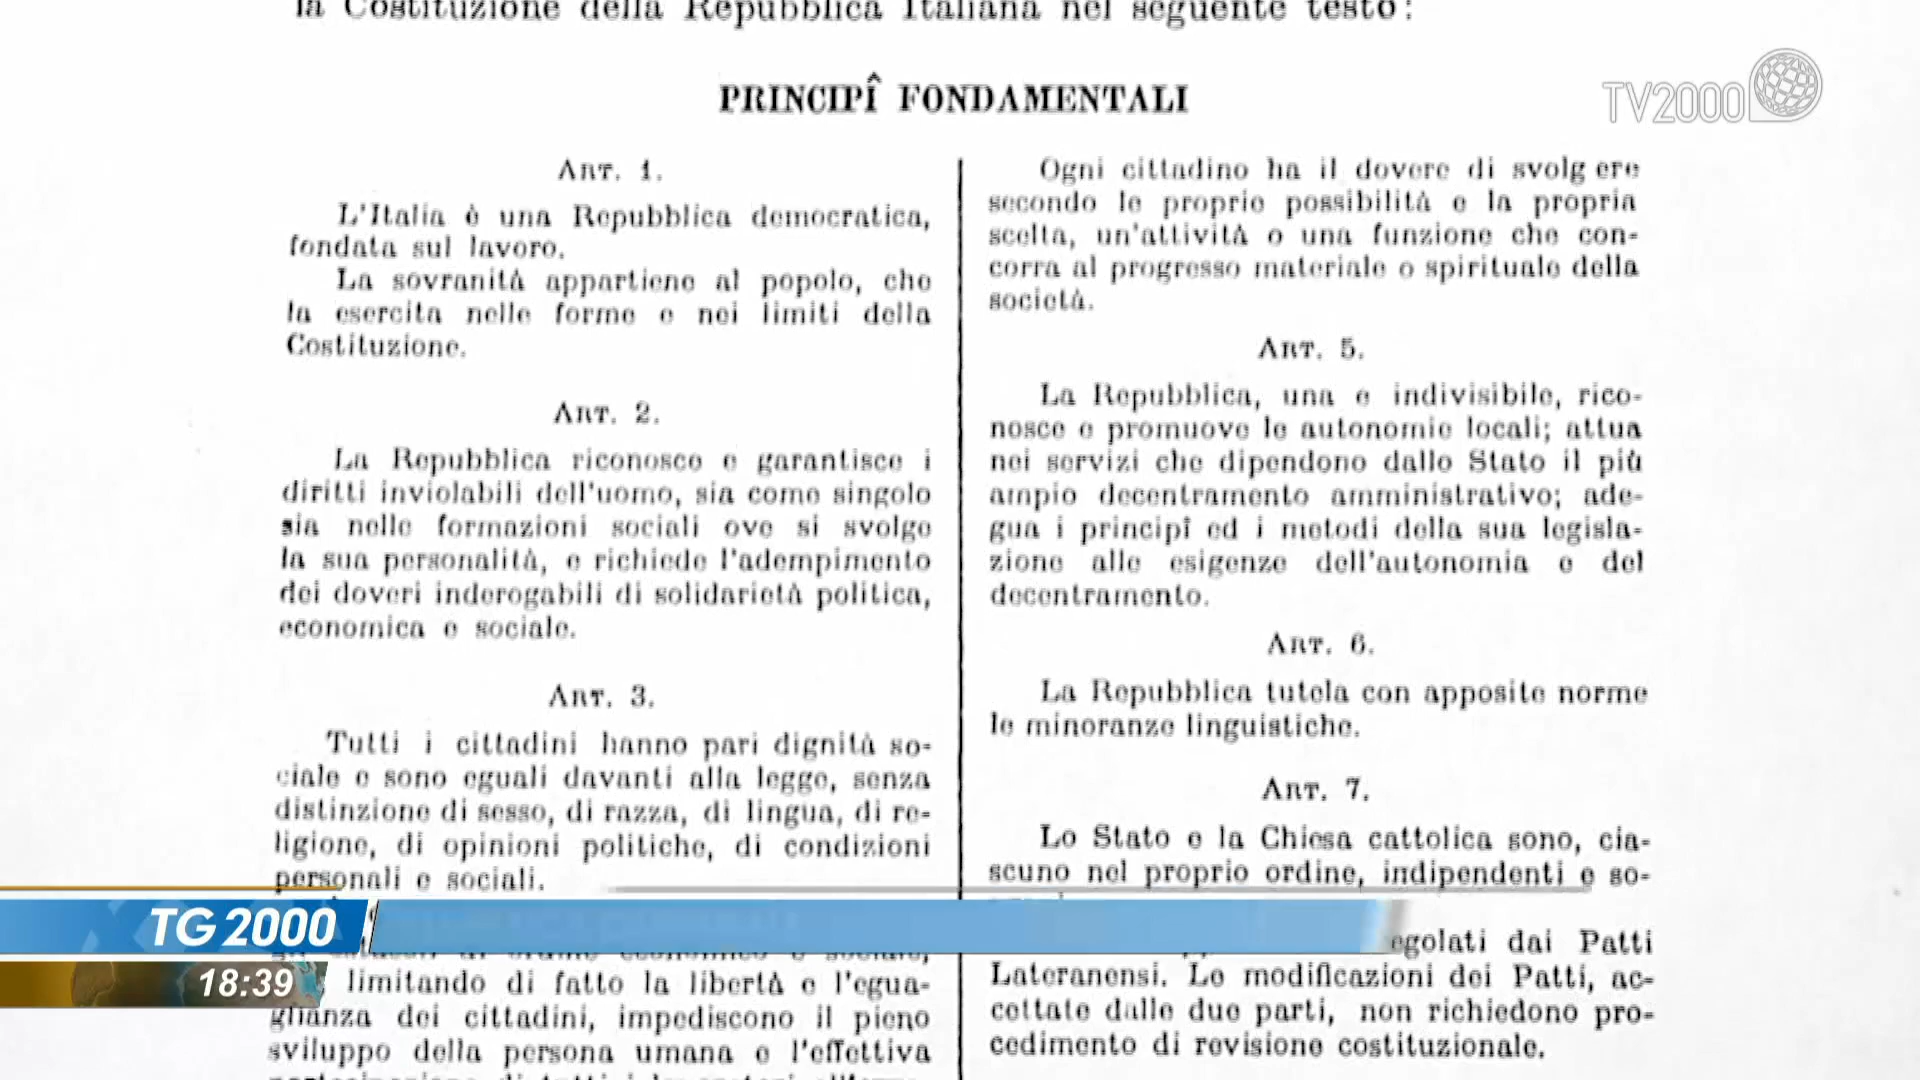 la Costituzione della Repubblica Italiana nel seguente testo:
PRINCIPÎ FONDAMENTALI
TV2000
ART. 1.
L'Italia è una Repubblica democratica,
fondata sul lavoro.
La sovranità appartiene al popolo, che
la esercita nelle forme e nei limiti della
Costituzione.
ART. 2.
La Repubblica riconosce e garantisce i
diritti inviolabili dell'uomo, sia come singolo
sia nelle formazioni sociali ove si svolge
la sua personalità, e richiede l'adempimento
dei doveri inderogabili di solidarietà politica,
economica e sociale.
ART. 3.
Tutti i cittadini hanno pari dignità so-
ciale e sono eguali davanti alla legge, senza
distinzione di sesso, di razza, di lingua, di re-
ligione, di opinioni politiche, di condizioni
personali e sociali.
limitando di fatto la libertà e l'egua-
glianza dei cittadini, impediscono il pieno
sviluppo della persona umana e l'effettiva
Ogni cittadino ha il dovere di svolg ere
secondo le proprie possibilità e la propria
scelta, un'attività o una funzione che con-
corra al progresso materiale o spirituale della
società.
ART. 5.
La Repubblica, una e indivisibile, rico-
nosce e promuove le autonomie locali; attua
nei servizi che dipendono dallo Stato il più
ampio decentramento amministrativo; ade-
gua i principî ed i metodi della sua legisla-
zione alle esigenze dell'autonomia e del
decentramento.
ART. 6.
La Repubblica tutela con apposite norme
le minoranze linguistiche.
ART. 7.
Lo Stato e la Chiesa cattolica sono, cia-
scuno nel proprio ordine, indipendenti e so-
egolati dai Patti
Lateranensi. Le modificazioni dei Patti, ac-
cettate dalle due parti, non richiedono pro-
cedimento di revisione costituzionale.
TG 2000
18:39